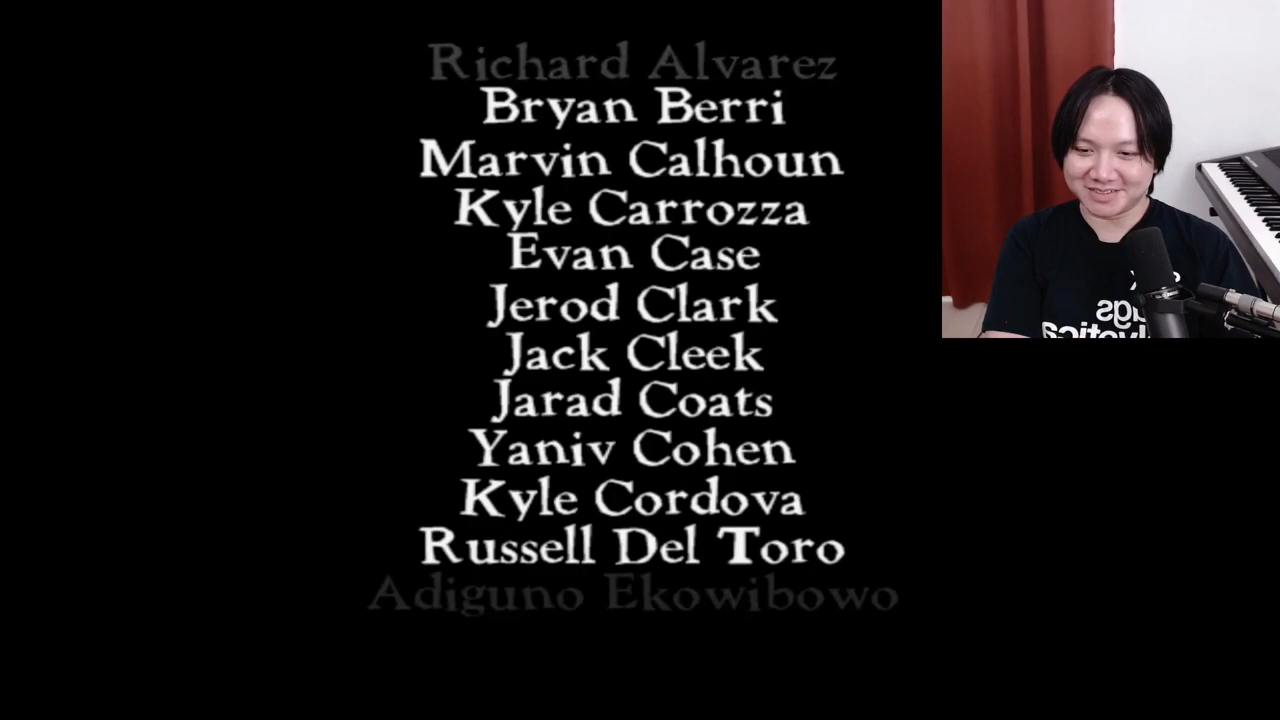 Richard Alvarez
Bryan Berri
Marvin Calhoun
Kyle Carrozza
Evan Case
Jerod Clark
Jack Cleek
Jarad Coats
Yaniv Cohen
Kyle Cordova
Russell Del Toro
Adiguno Ekowibowo